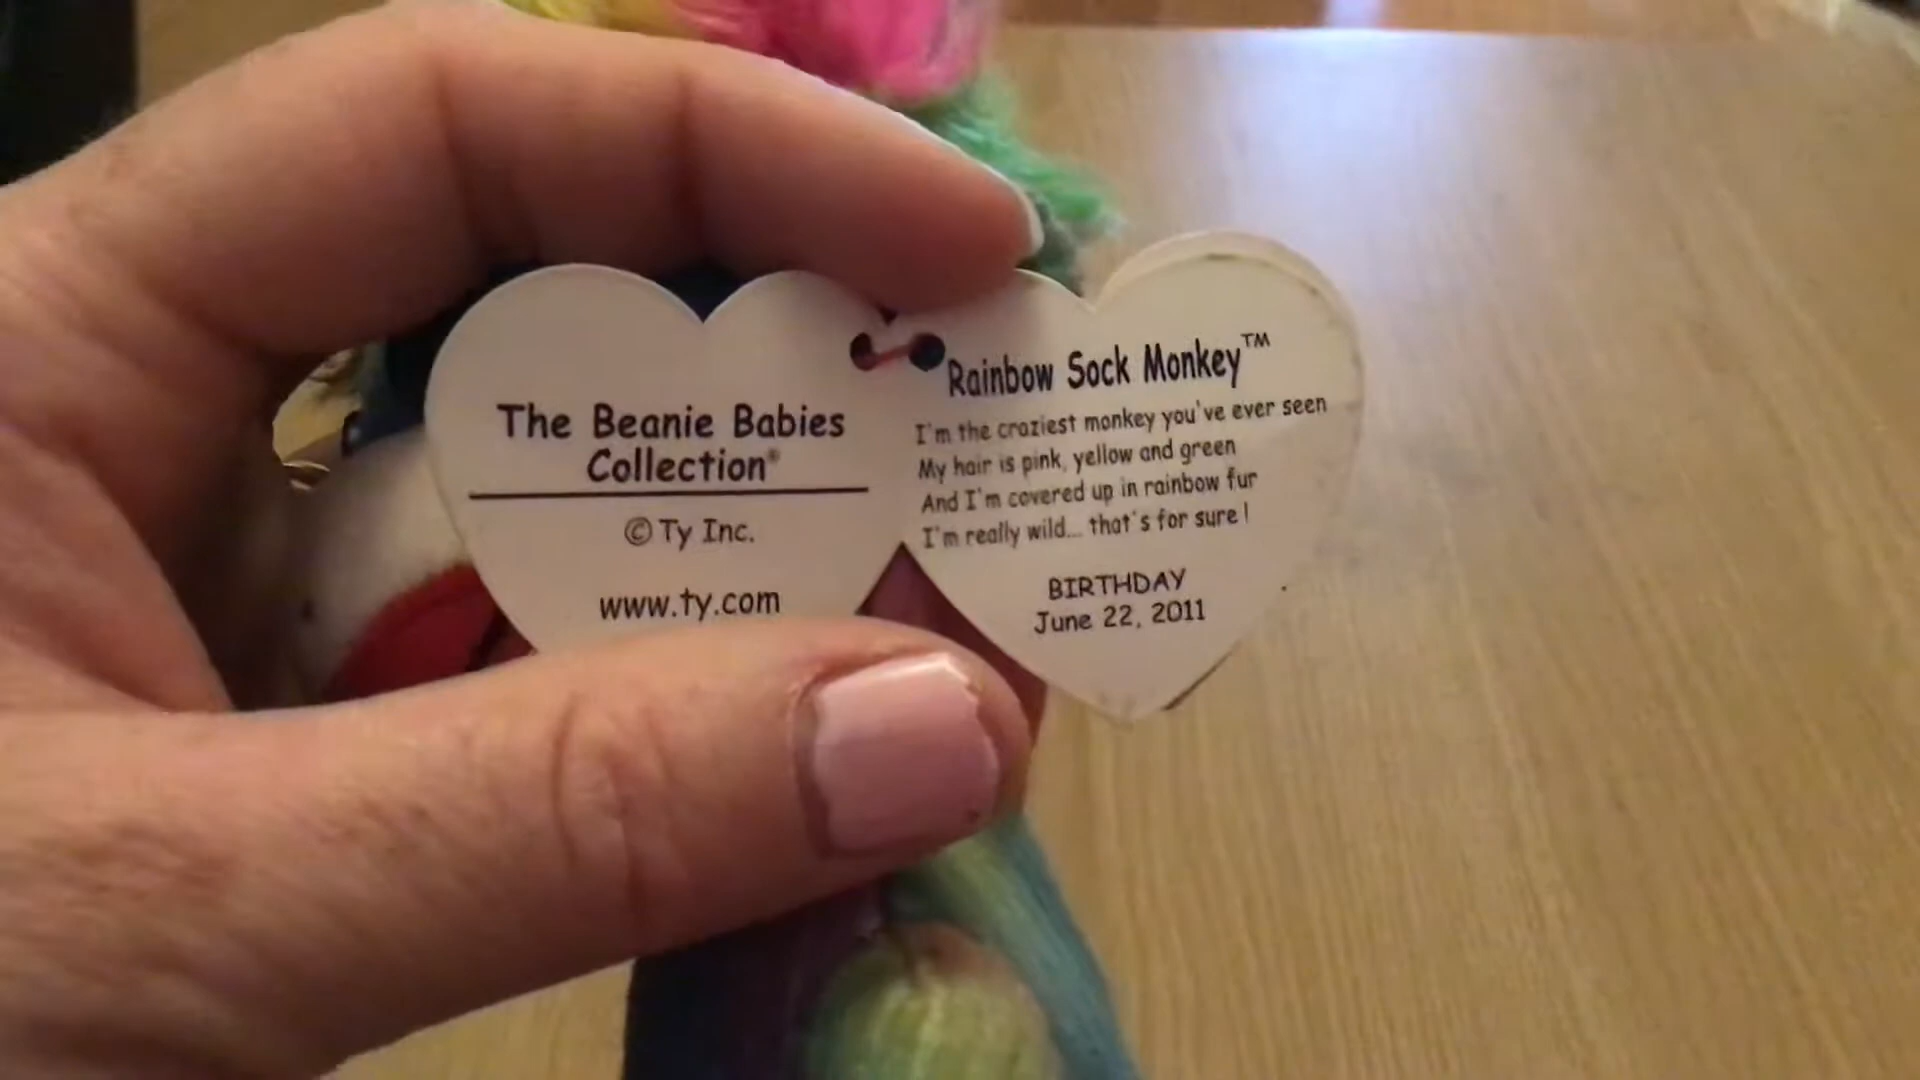 The Beanie Babies
Collection®
© Ty Inc.
www.ty.com
Rainbow Sock Monkey™
I'm the craziest monkey you've ever seen
My hair is pink, yellow and green
And I'm covered up in rainbow fur
I'm really wild... that's for sure!
BIRTHDAY
June 22, 2011